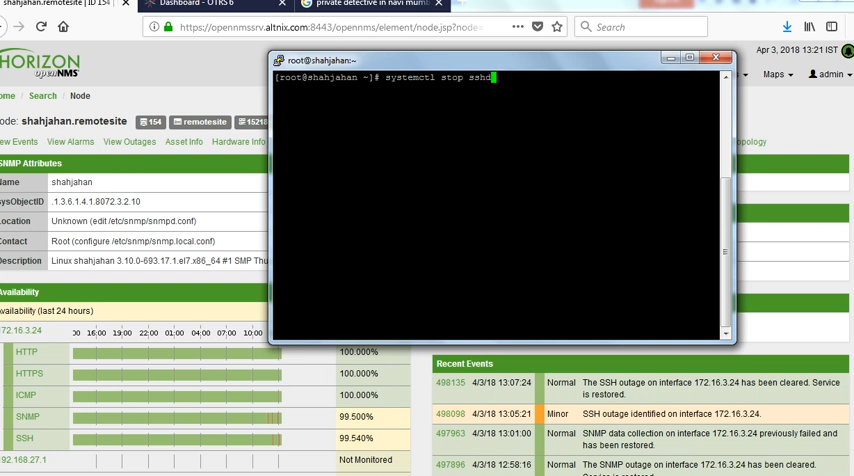 shahjahan.remotesite | ID 154
Dashboard - OTRS 6
private detective in navi mumb
https://opennmssrv.altnix.com:8443/opennms/element/node.jsp?node=
Search
HORIZON
openNMS
Apr 3, 2018 13:21 IST
Maps
admin
ome / Search / Node
ode: shahjahan.remotesite
154
remotesite
15218
iew Events View Alarms View Outages Asset Info Hardware Info
opology
root@shahjahan:~
[root@shahjahan ~]# systemctl stop sshd
SNMP Attributes
Name shahjahan
sysObjectID .1.3.6.1.4.1.8072.3.2.10
Location Unknown (edit /etc/snmp/snmpd.conf)
Contact Root (configure /etc/snmp/snmp.local.conf)
Description Linux shahjahan 3.10.0-693.17.1.el7.x86_64 #1 SMP Thu
Availability
Availability (last 24 hours)
172.16.3.24 00 16:00 19:00 22:00 01:00 04:00 07:00 10:00
HTTP 100.000%
HTTPS 100.000%
ICMP 100.000%
SNMP 99.500%
SSH 99.540%
92.168.27.1 Not Monitored
Recent Events
498135 4/3/18 13:07:24 Normal The SSH outage on interface 172.16.3.24 has been cleared. Service
is restored.
498098 4/3/18 13:05:21 Minor SSH outage identified on interface 172.16.3.24.
497963 4/3/18 13:01:00 Normal SNMP data collection on interface 172.16.3.24 previously failed and
has been restored.
497896 4/3/18 12:58:16 Normal The SNMP outage on interface 172.16.3.24 has been cleared.
Service is restored.